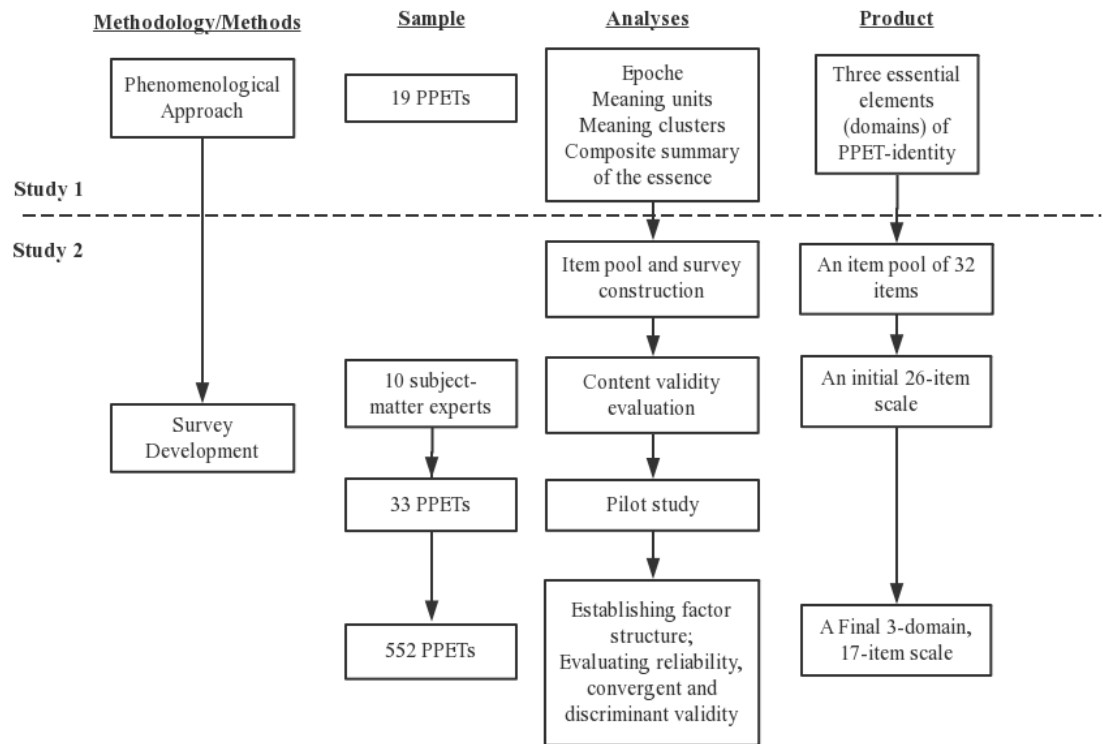 Methodology/Methods
Sample
Analyses
Product
Phenomenological
Approach
19 PPETs
Epoche
Meaning units
Meaning clusters
Composite summary
of the essence
Three essential
elements
(domains) of
PPET-identity
Study 1
Study 2
Item pool and survey
construction
An item pool of 32
items
10 subject-
matter experts
Content validity
evaluation
An initial 26-item
scale
Survey
Development
33 PPETs
Pilot study
552 PPETs
Establishing factor
structure;
Evaluating reliability,
convergent and
discriminant validity
A Final 3-domain,
17-item scale